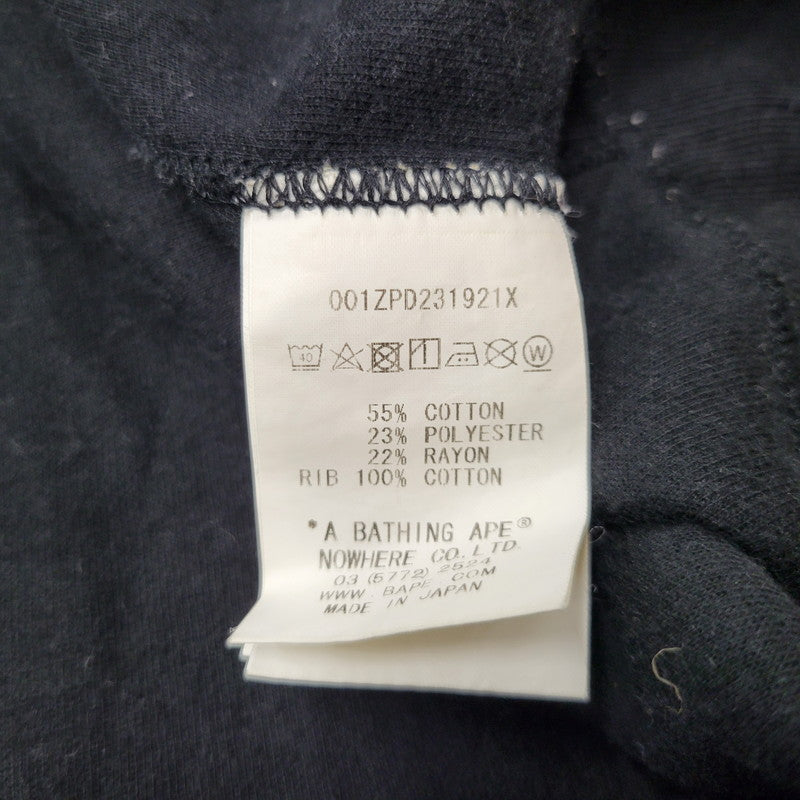 001ZPD231921X
40 W
55% COTTON
23% POLYESTER
22% RAYON
RIB 100% COTTON
*A BATHING APE®
NOWHERE CO., LTD.
03 (5772) 2524
WWW. BAPE. COM
MADE IN JAPAN